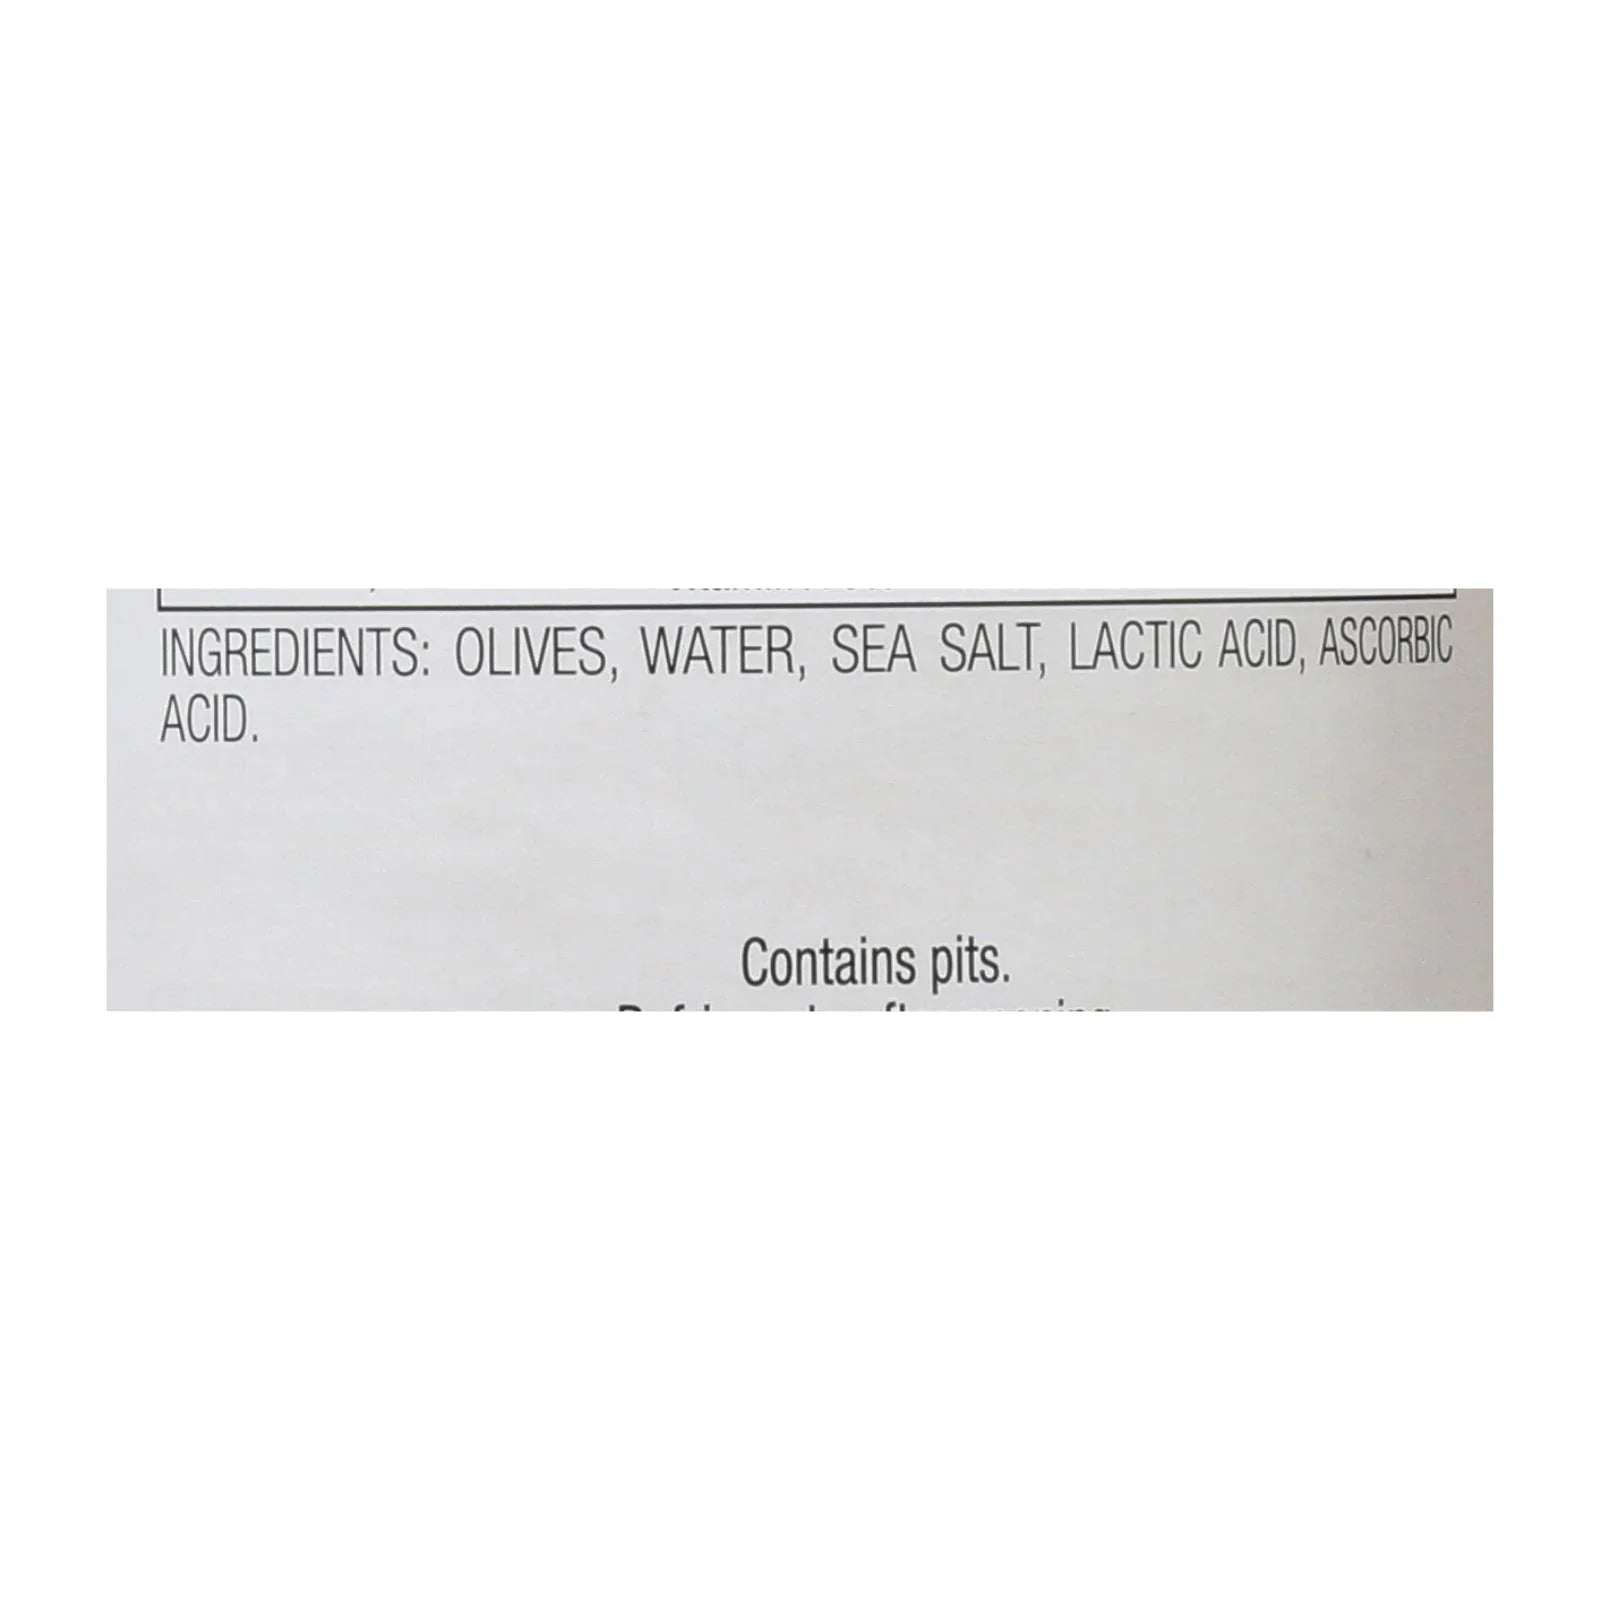 INGREDIENTS: OLIVES, WATER, SEA SALT, LACTIC ACID, ASCORBIC
ACID.
Contains pits.